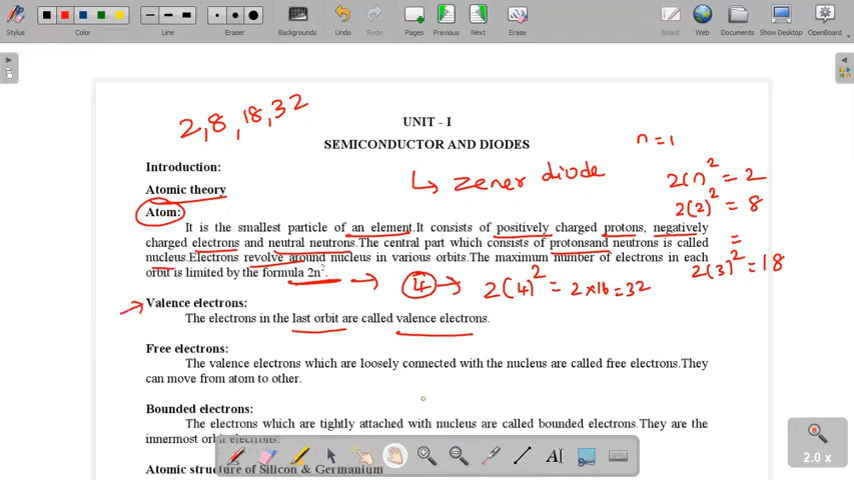 Stylus
Color
Line
Eraser
Backgrounds
Undo
Redo
Pages
Previous
Next
Erase
Board
Web
Documents
Show Desktop
OpenBoard
2,8,18,32
UNIT - I
SEMICONDUCTOR AND DIODES
n=1
Introduction:
↳ zener diode
2(1)²=2
Atomic theory
2(2)²=8
Atom:
It is the smallest particle of an element.It consists of positively charged protons, negatively
charged electrons and neutral neutrons.The central part which consists of protonsand neutrons is called
=
nucleus.Electrons revolve around nucleus in various orbits.The maximum number of electrons in each
2(3)²=18
orbit is limited by the formula 2n². → 4 → 2(4)²=2×16=32
Valence electrons:
The electrons in the last orbit are called valence electrons.
Free electrons:
The valence electrons which are loosely connected with the nucleus are called free electrons.They
can move from atom to other.
Bounded electrons:
The electrons which are tightly attached with nucleus are called bounded electrons.They are the
innermost orbit electrons.
Atomic structure of Silicon & Germanium
AI
2.0 x